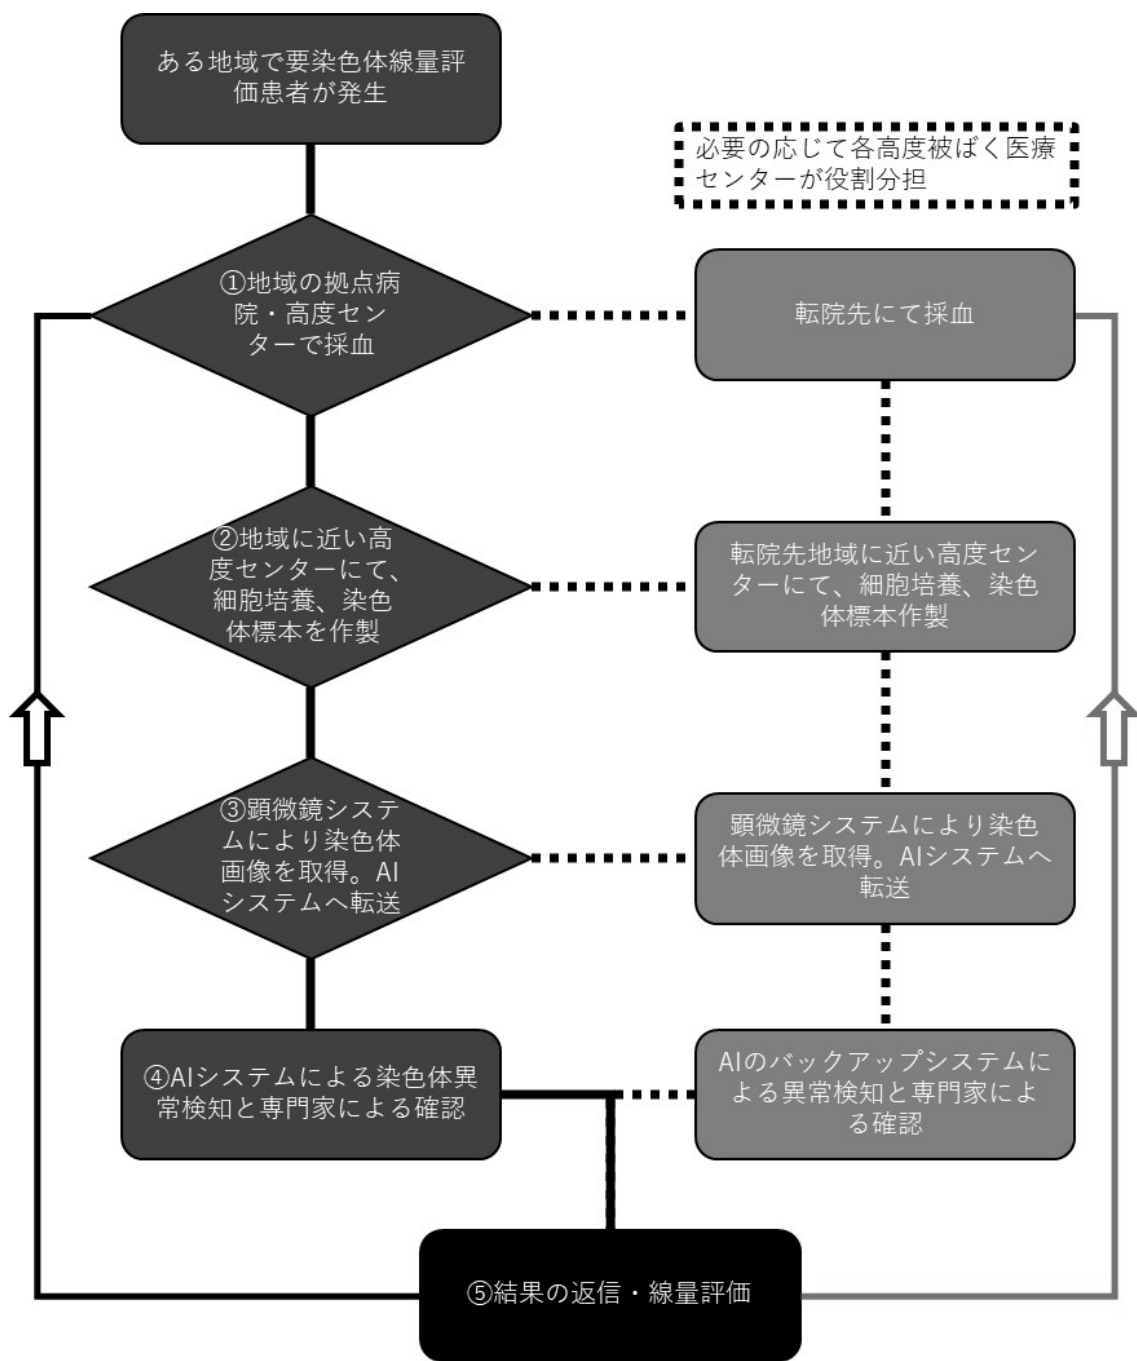 ある地域で要染色体線量評
価患者が発生
必要の応じて各高度被ばく医療
センターが役割分担
①地域の拠点病
院・高度セン
ターで採血
転院先にて採血
②地域に近い高
度センターにて、
細胞培養、染色
体標本を作製
転院先地域に近い高度セン
ターにて、細胞培養、染色
体標本作製
③顕微鏡システ
ムにより染色体
画像を取得。AI
システムへ転送
顕微鏡システムにより染色
体画像を取得。AIシステムへ
転送
④AIシステムによる染色体異
常検知と専門家による確認
AIのバックアップシステムに
よる異常検知と専門家によ
る確認
⑤結果の返信・線量評価